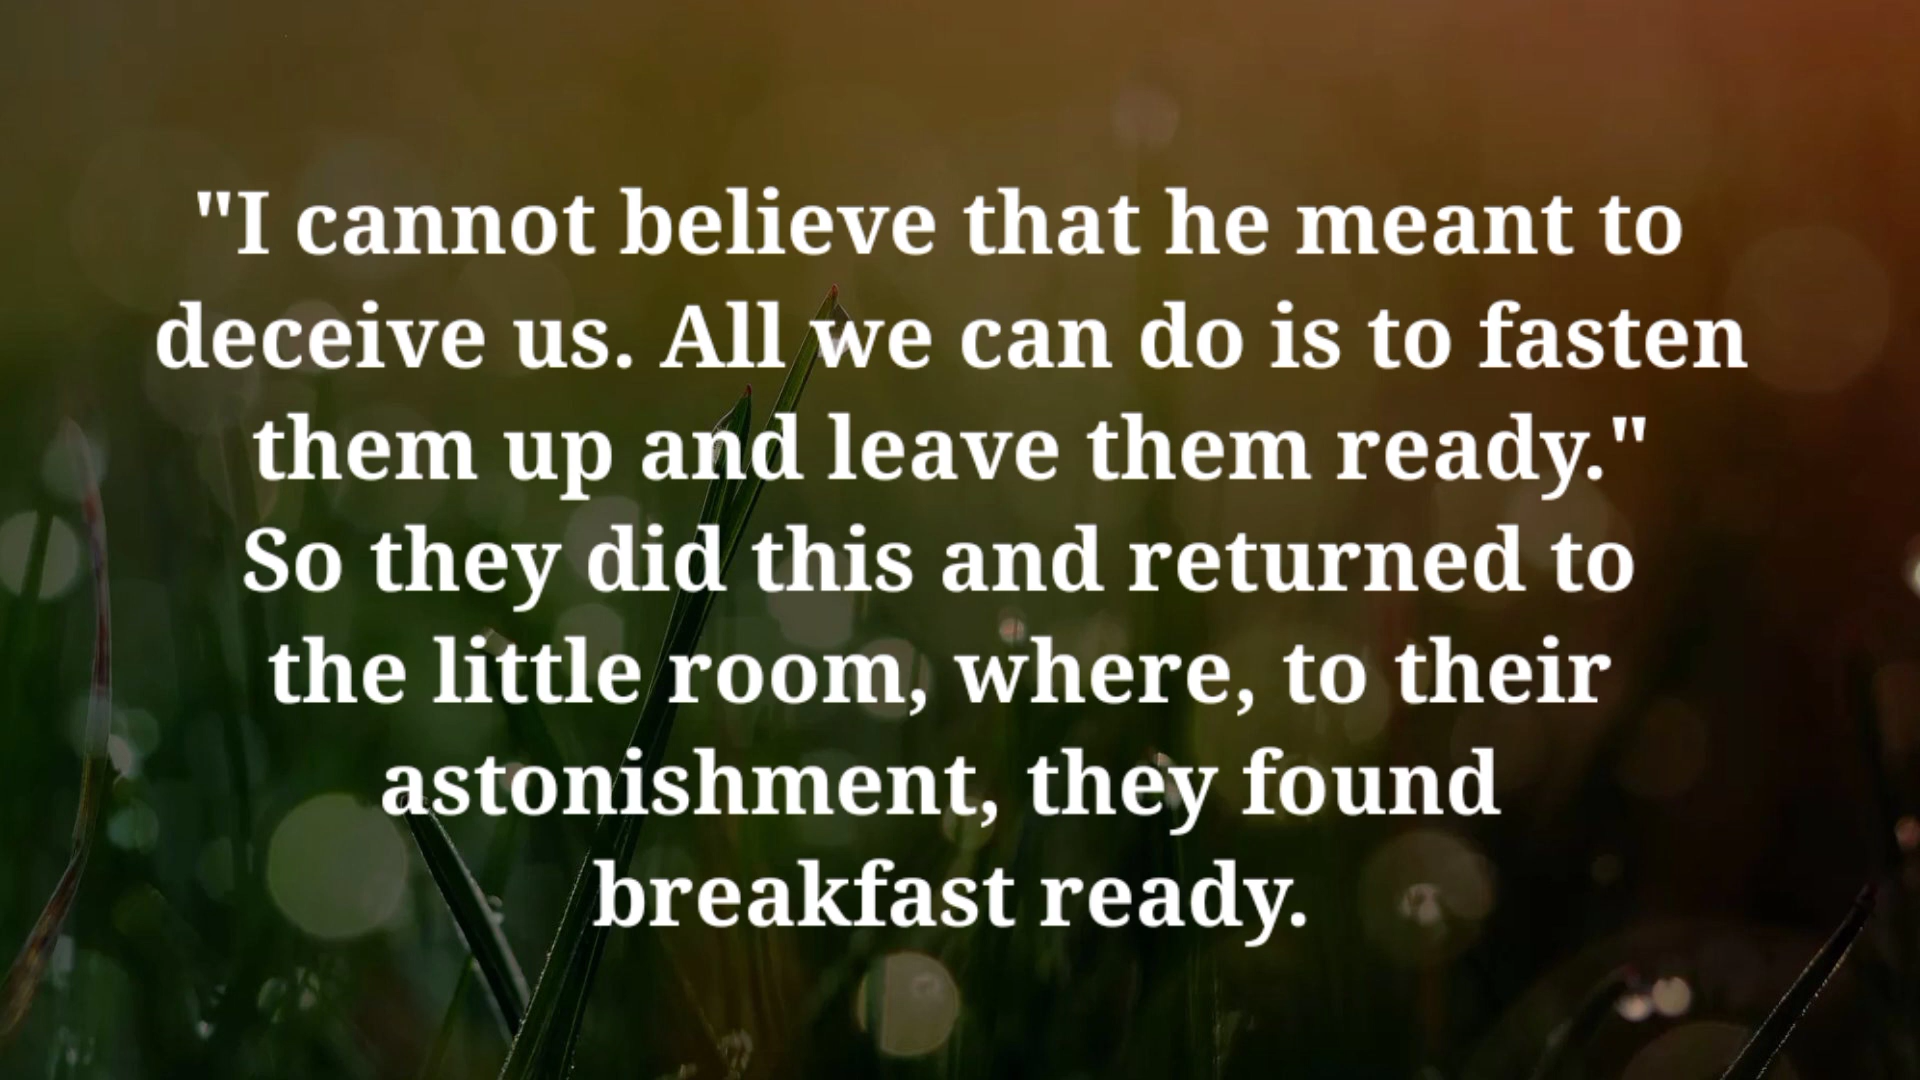 "I cannot believe that he meant to
deceive us. All we can do is to fasten
them up and leave them ready."
So they did this and returned to
the little room, where, to their
astonishment, they found
breakfast ready.